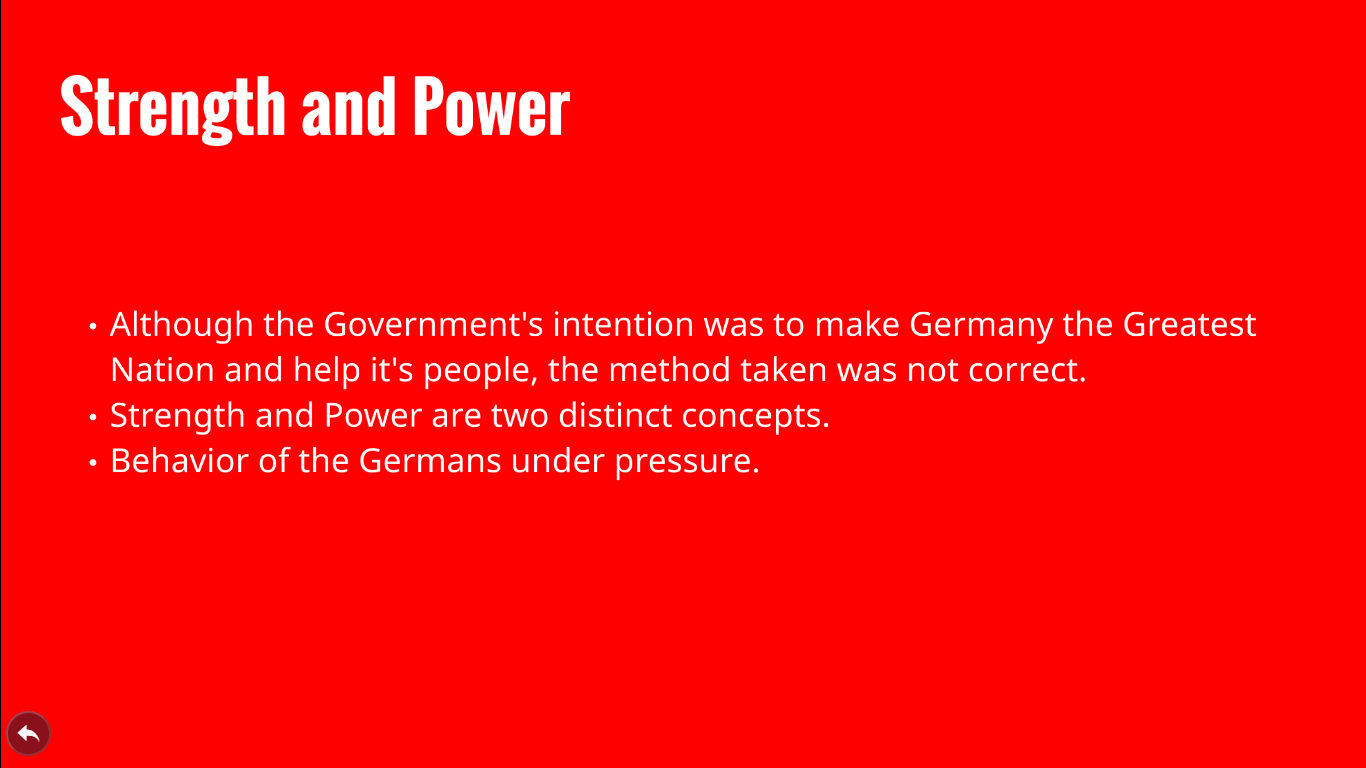 Strength and Power
• Although the Government's intention was to make Germany the Greatest
Nation and help it's people, the method taken was not correct.
• Strength and Power are two distinct concepts.
• Behavior of the Germans under pressure.